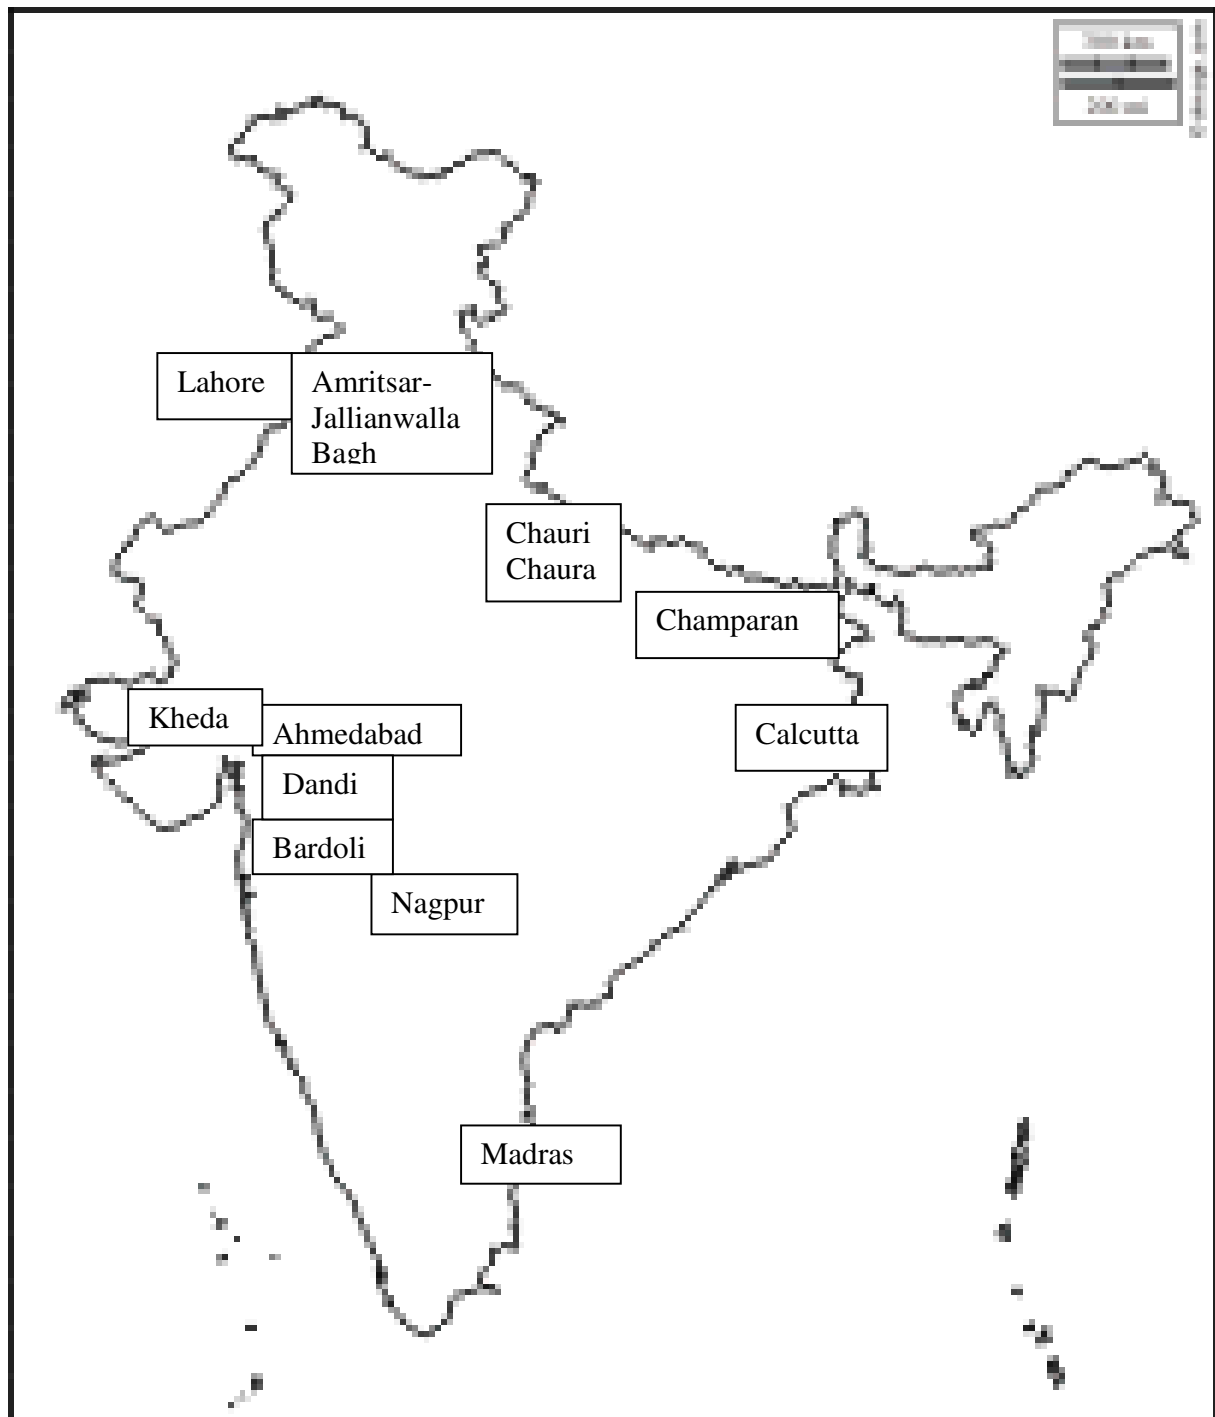 Lahore
Amritsar-
Jallianwalla
Bagh
Chauri
Chaura
Champaran
Kheda
Ahmedabad
Calcutta
Dandi
Bardoli
Nagpur
Madras